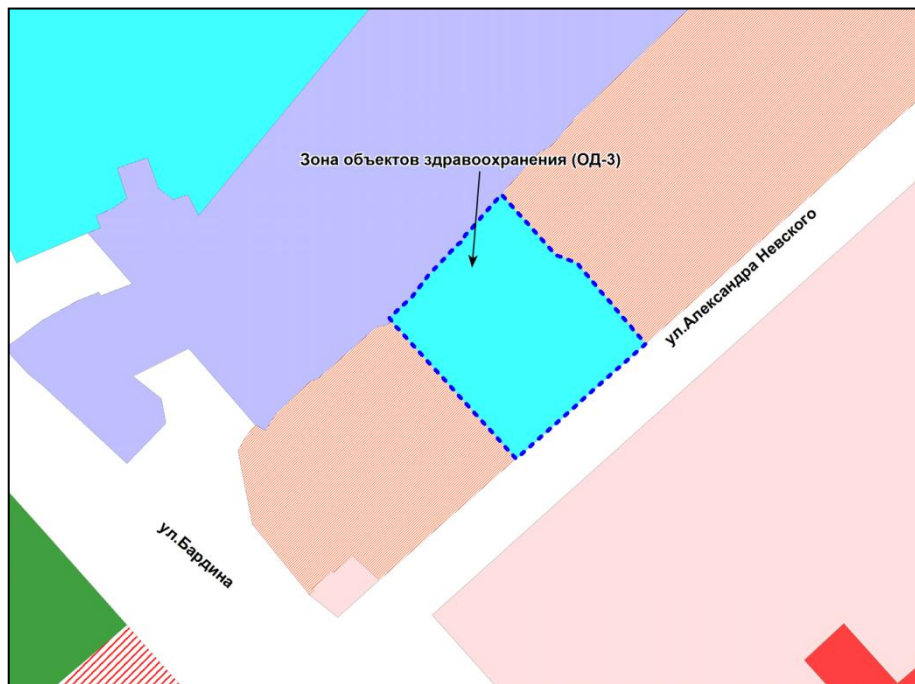 Зона объектов здравоохранения (ОД-3)
ул.Александра Невского
ул.Бардина